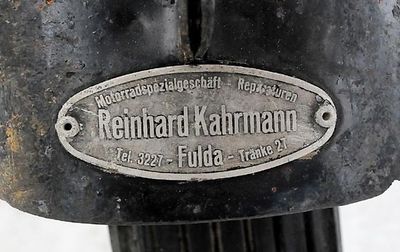 Motorradspezialgeschäft - Reparaturen
Reinhard Kahrmann
Tel. 3227 - Fulda - Tränke 27